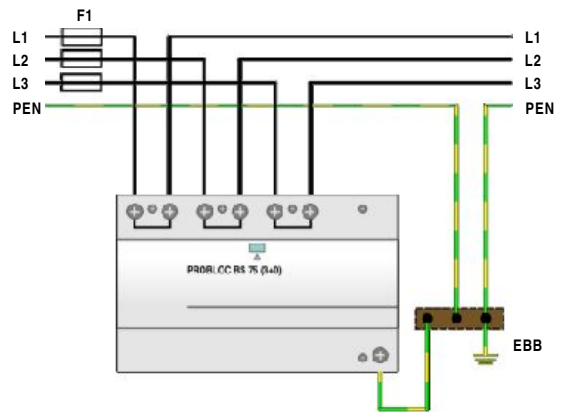 F1
L1 L1
L2 L2
L3 L3
PEN PEN
PROBLOC BS 75 (3+0)
EBB